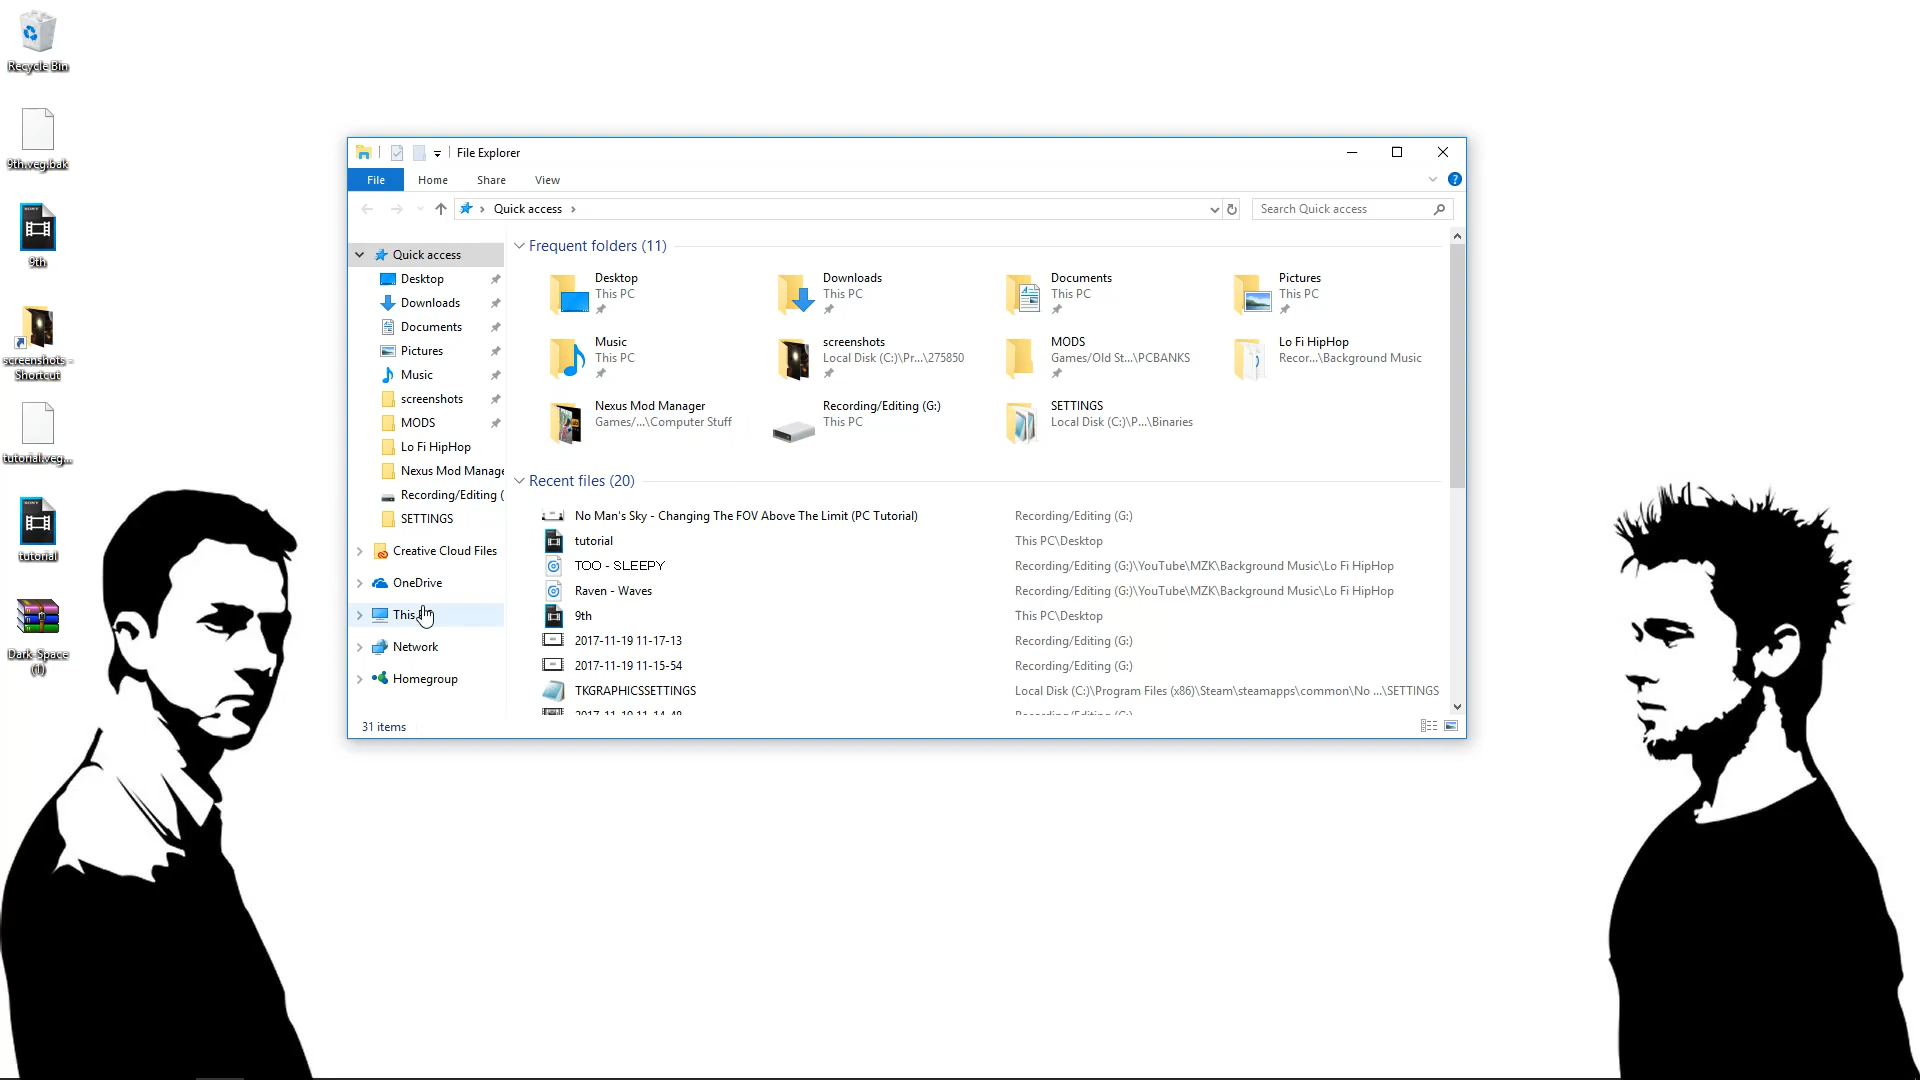 Recycle Bin
9th.veg.bak
9th
screenshots -
Shortcut
tutorial.veg...
tutorial
Dark-Space
(1)
File Explorer
File
Home
Share
View
Quick access
Search Quick access
Quick access
Desktop
Downloads
Documents
Pictures
Music
screenshots
MODS
Lo Fi HipHop
Nexus Mod Manage
Recording/Editing (
SETTINGS
Creative Cloud Files
OneDrive
This
Network
Homegroup
Frequent folders (11)
Desktop
This PC
Downloads
This PC
Documents
This PC
Pictures
This PC
Music
This PC
screenshots
Local Disk (C:)\Pr...\275850
MODS
Games/Old St...\PCBANKS
Lo Fi HipHop
Recor...\Background Music
Nexus Mod Manager
Games/...\Computer Stuff
Recording/Editing (G:)
This PC
SETTINGS
Local Disk (C:)\P...\Binaries
Recent files (20)
No Man's Sky - Changing The FOV Above The Limit (PC Tutorial) Recording/Editing (G:)
tutorial This PC\Desktop
TOO - SLEEPY Recording/Editing (G:)\YouTube\MZK\Background Music\Lo Fi HipHop
Raven - Waves Recording/Editing (G:)\YouTube\MZK\Background Music\Lo Fi HipHop
9th This PC\Desktop
2017-11-19 11-17-13 Recording/Editing (G:)
2017-11-19 11-15-54 Recording/Editing (G:)
TKGRAPHICSSETTINGS Local Disk (C:)\Program Files (x86)\Steam\steamapps\common\No ...\SETTINGS
31 items